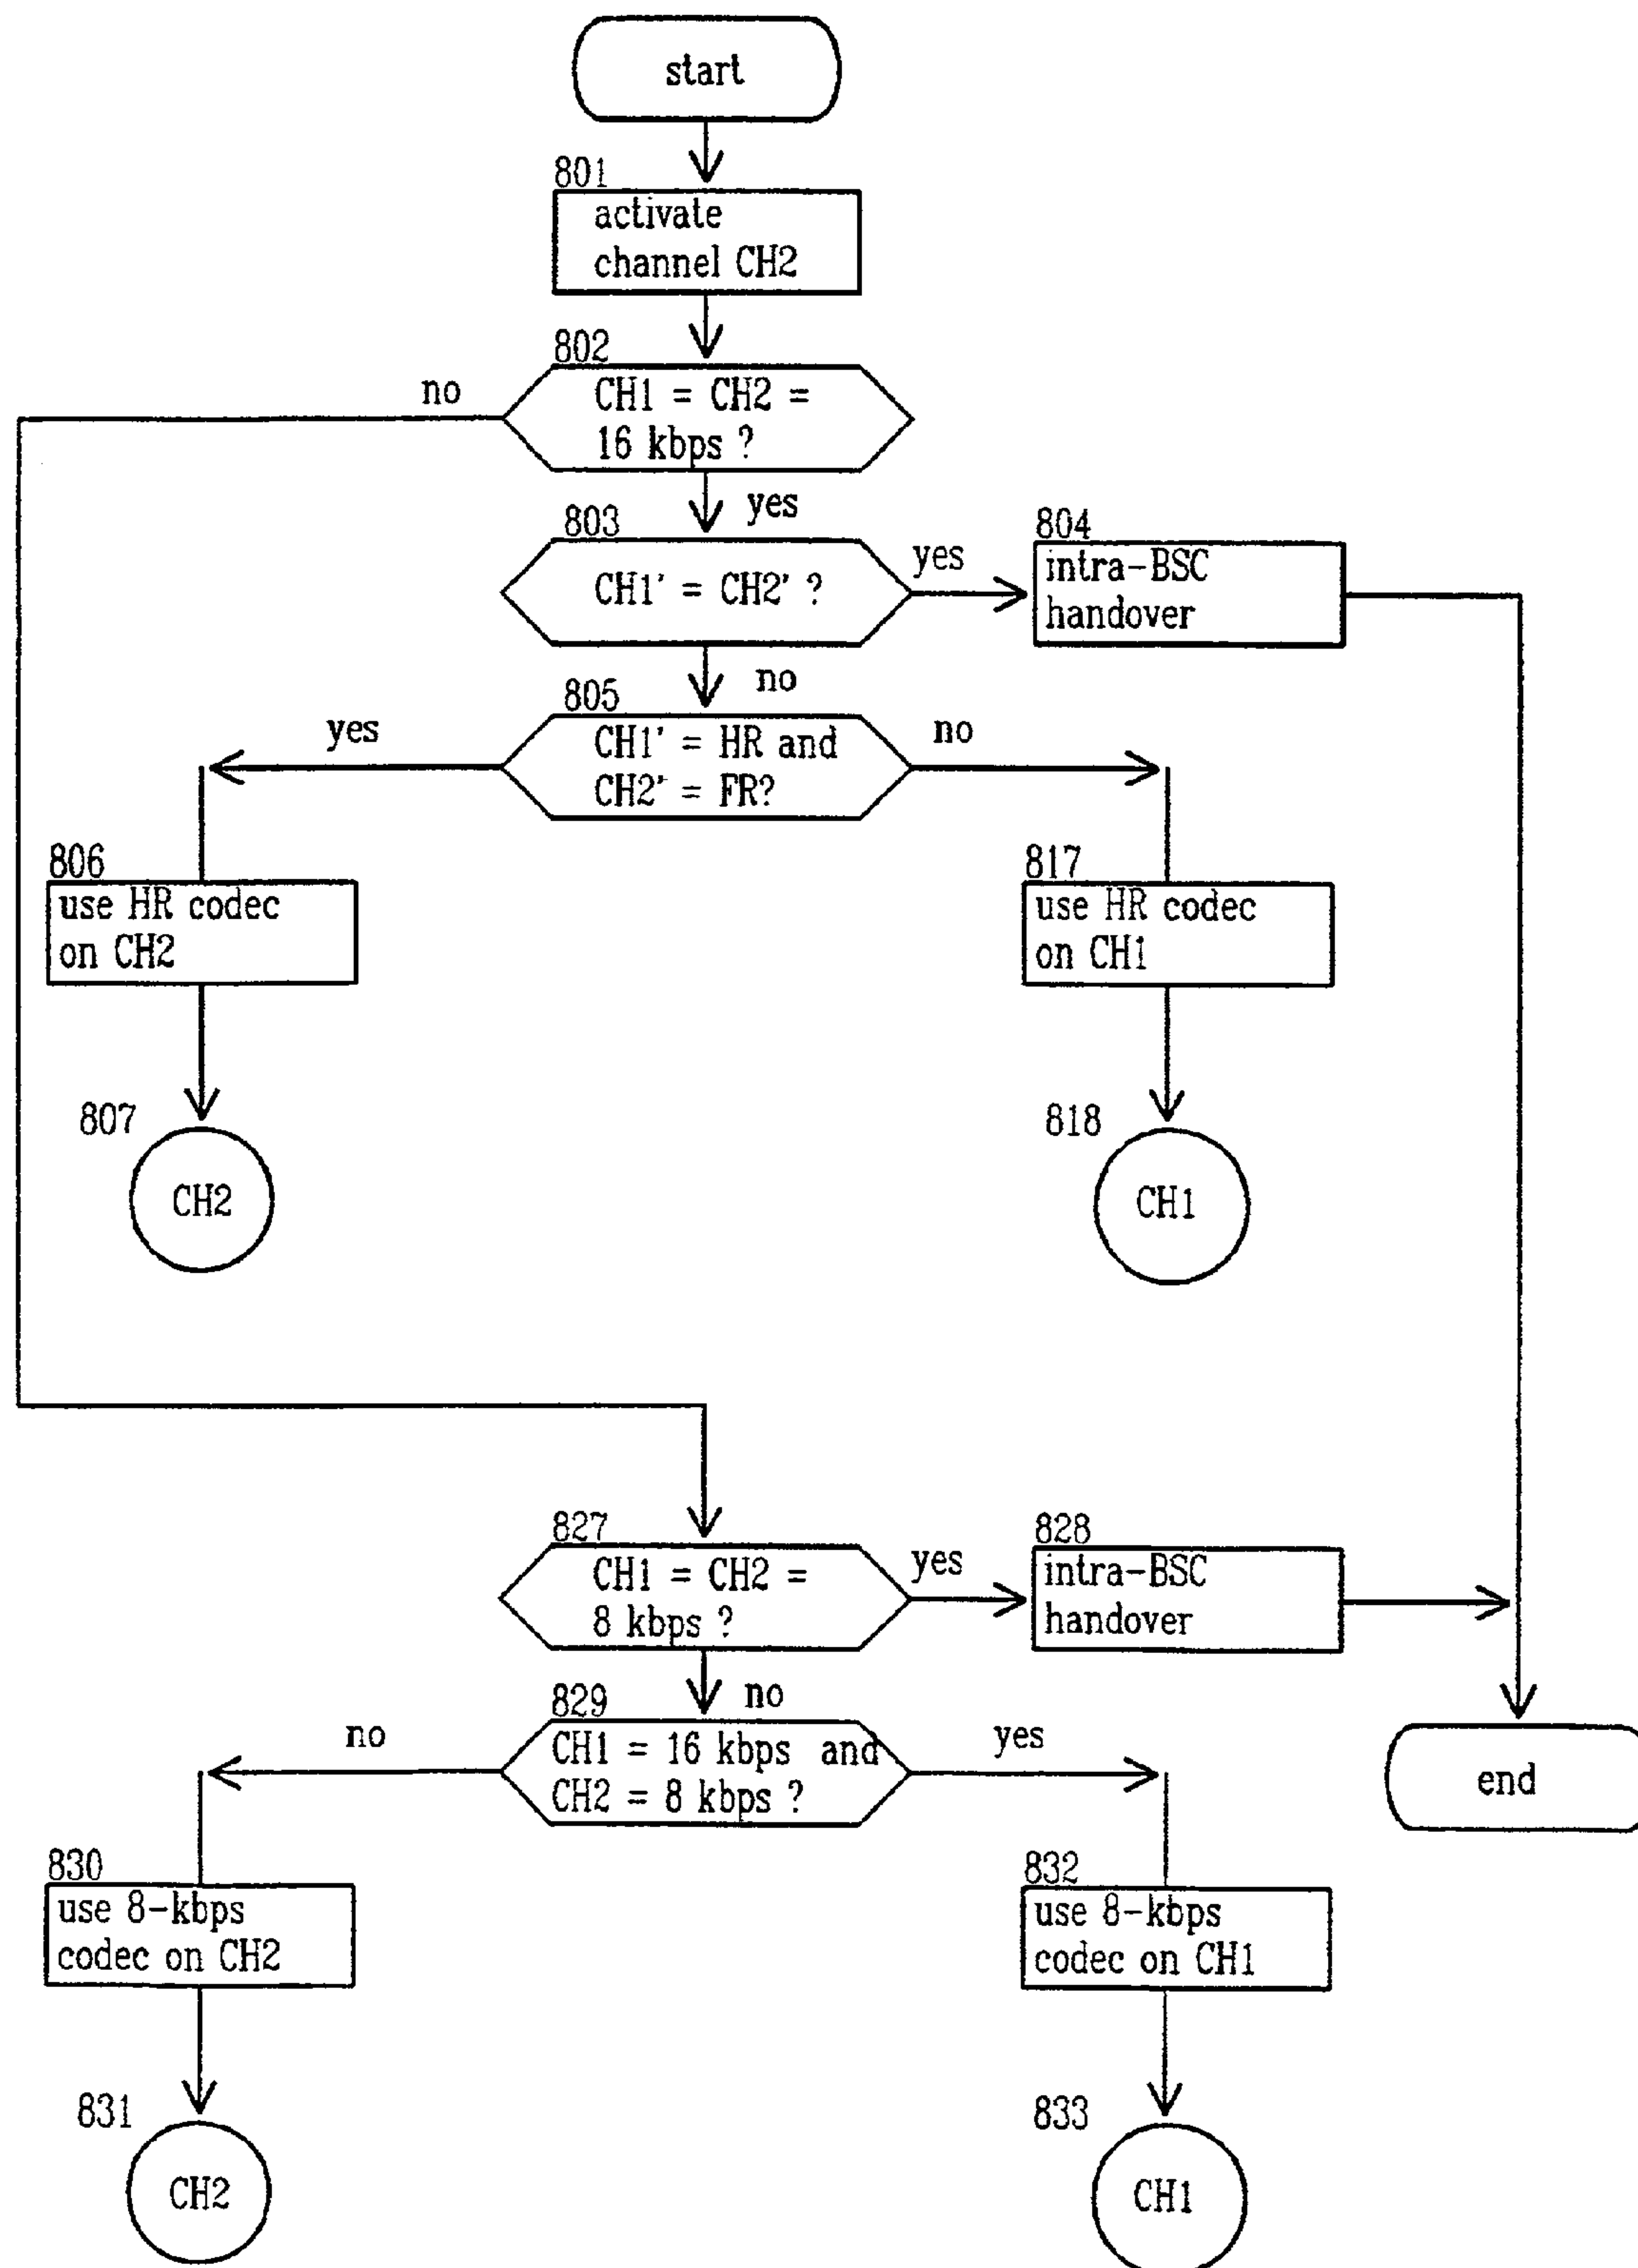 start
801
activate
channel CH2
802
no
CH1 = CH2 =
16 kbps ?
yes
803
CH1' = CH2' ?
yes
804
intra-BSC
handover
no
805
yes
CH1' = HR and
CH2' = FR?
no
806
use HR codec
on CH2
817
use HR codec
on CH1
807
CH2
818
CH1
827
CH1 = CH2 =
8 kbps ?
yes
828
intra-BSC
handover
no
829
no
CH1 = 16 kbps and
CH2 = 8 kbps ?
yes
end
830
use 8-kbps
codec on CH2
832
use 8-kbps
codec on CH1
831
CH2
833
CH1